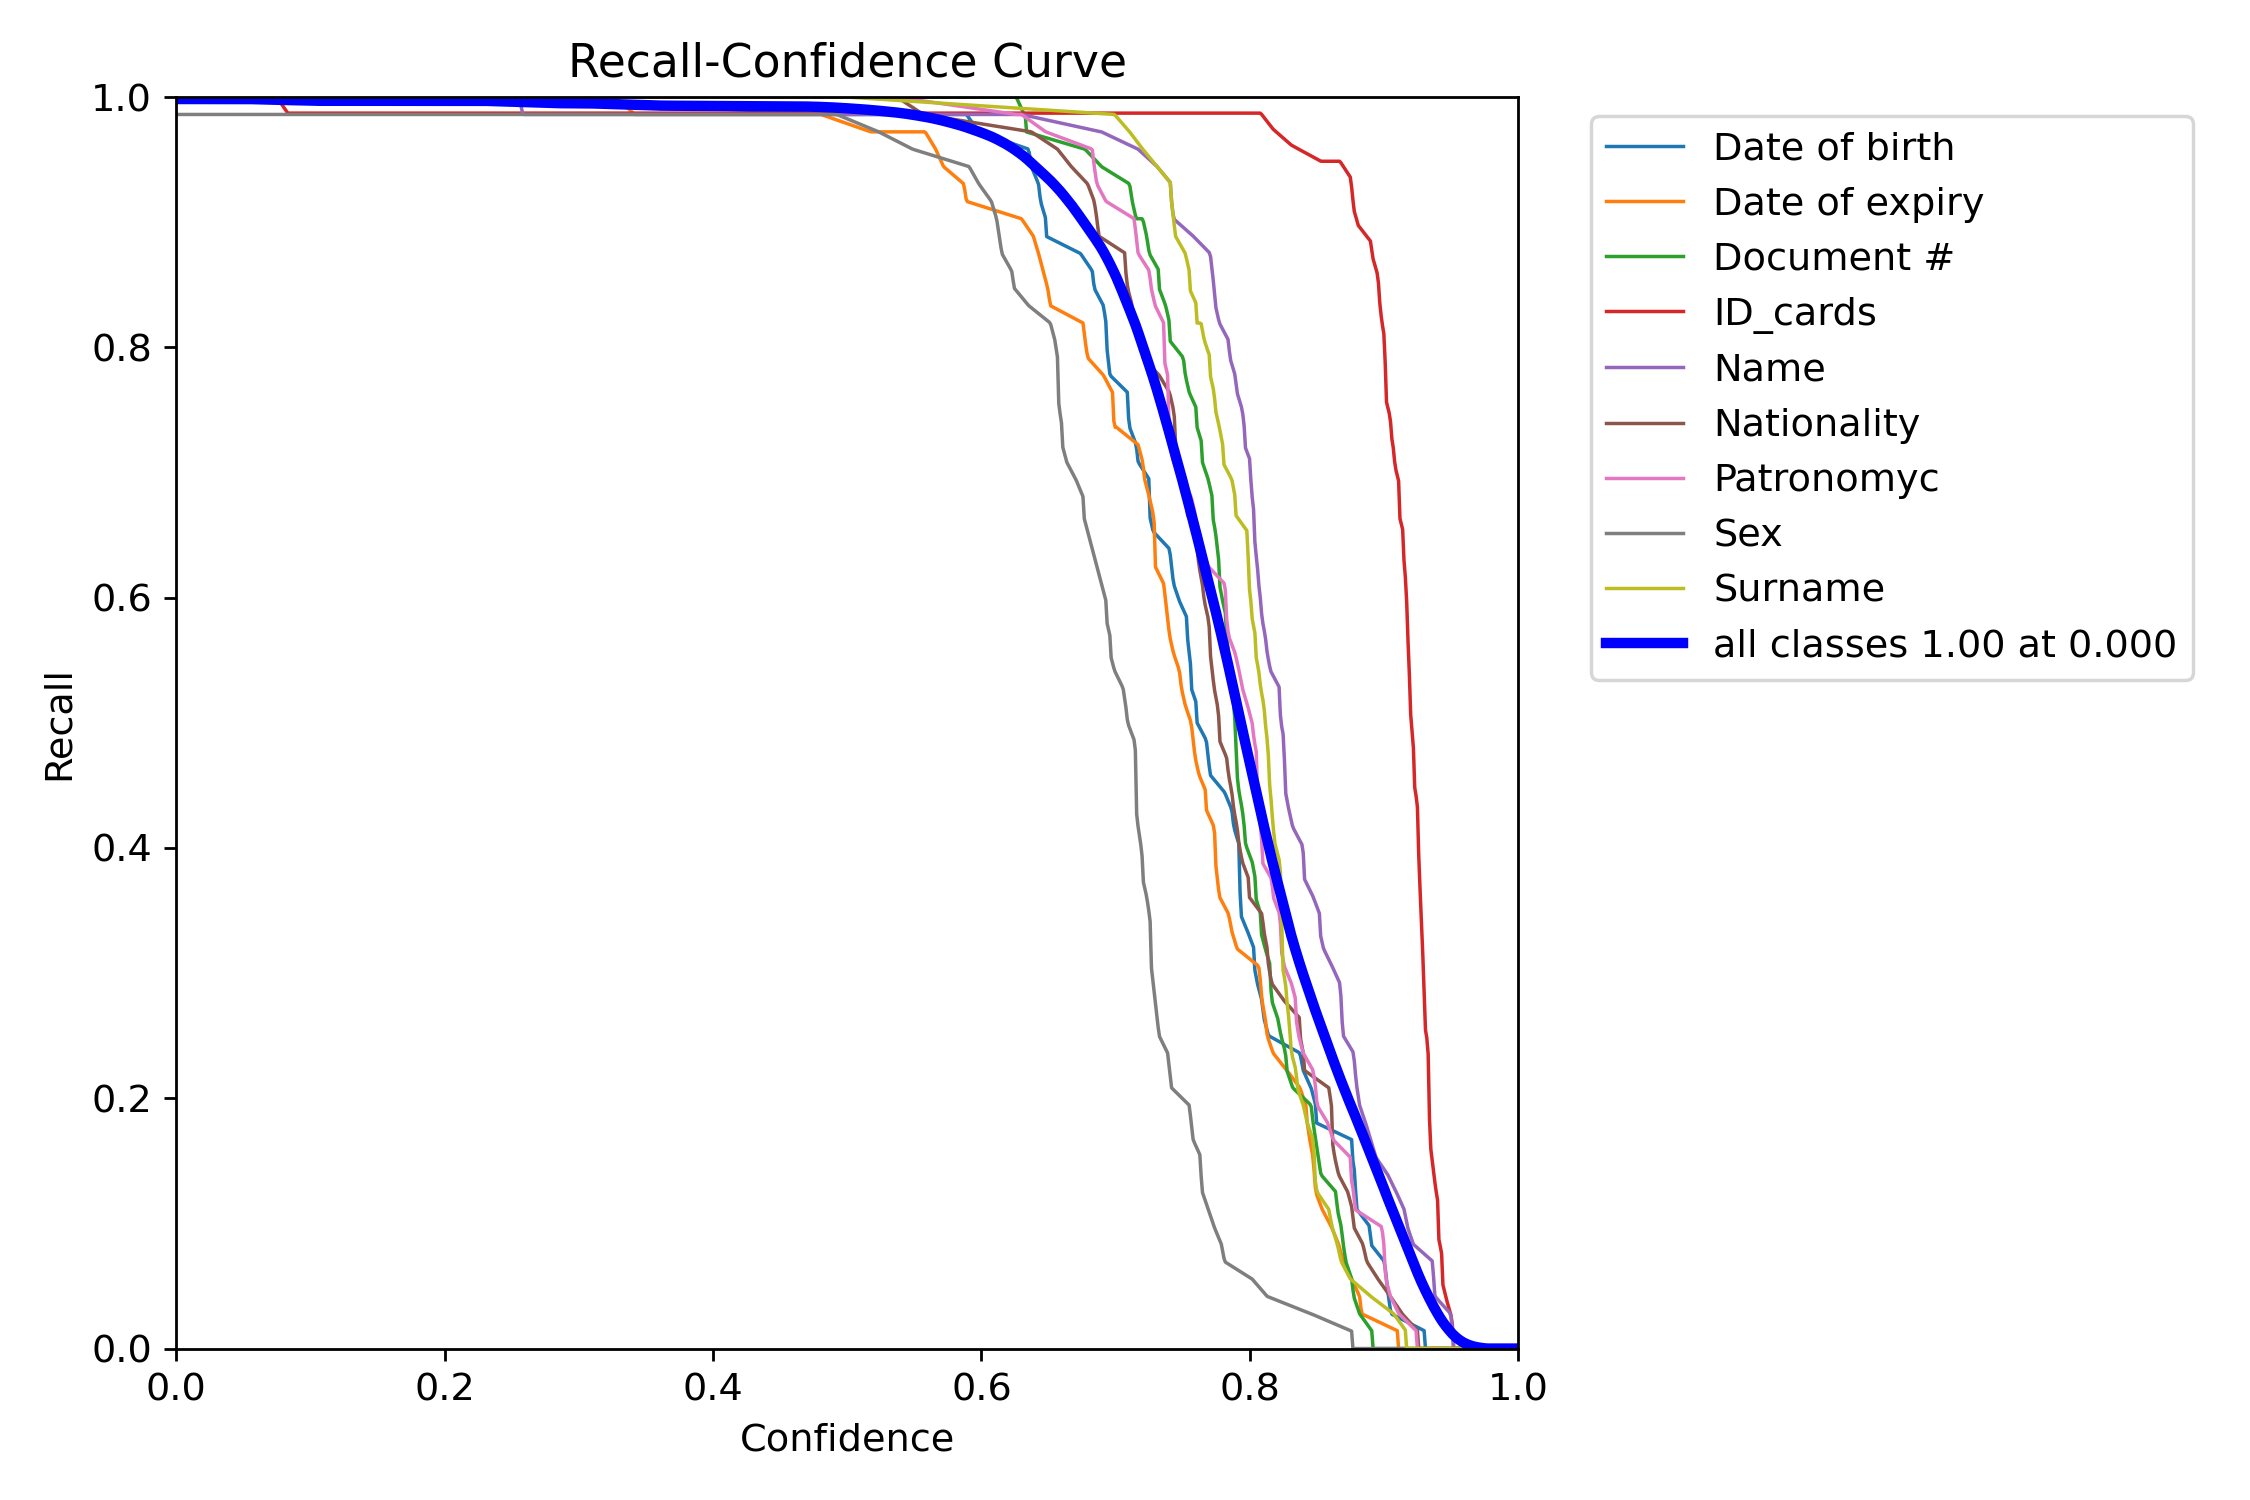 Recall-Confidence Curve
1.0
0.8
0.6
0.4
0.2
0.0
Recall
0.0 0.2 0.4 0.6 0.8 1.0
Confidence
Date of birth
Date of expiry
Document #
ID_cards
Name
Nationality
Patronomyc
Sex
Surname
all classes 1.00 at 0.000